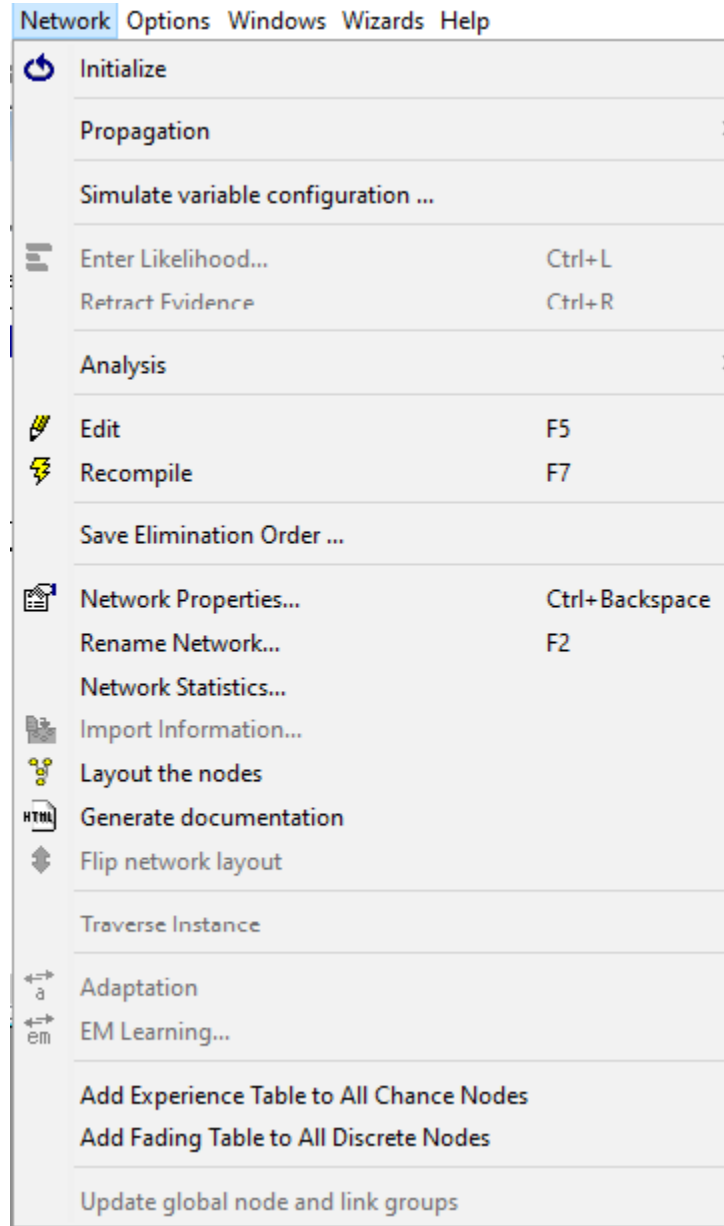 Network Options Windows Wizards Help
Initialize
Propagation
Simulate variable configuration ...
Enter Likelihood... Ctrl+L
Retract Evidence Ctrl+R
Analysis
Edit F5
Recompile F7
Save Elimination Order ...
Network Properties... Ctrl+Backspace
Rename Network... F2
Network Statistics...
Import Information...
Layout the nodes
HTML Generate documentation
Flip network layout
Traverse Instance
a Adaptation
em EM Learning...
Add Experience Table to All Chance Nodes
Add Fading Table to All Discrete Nodes
Update global node and link groups